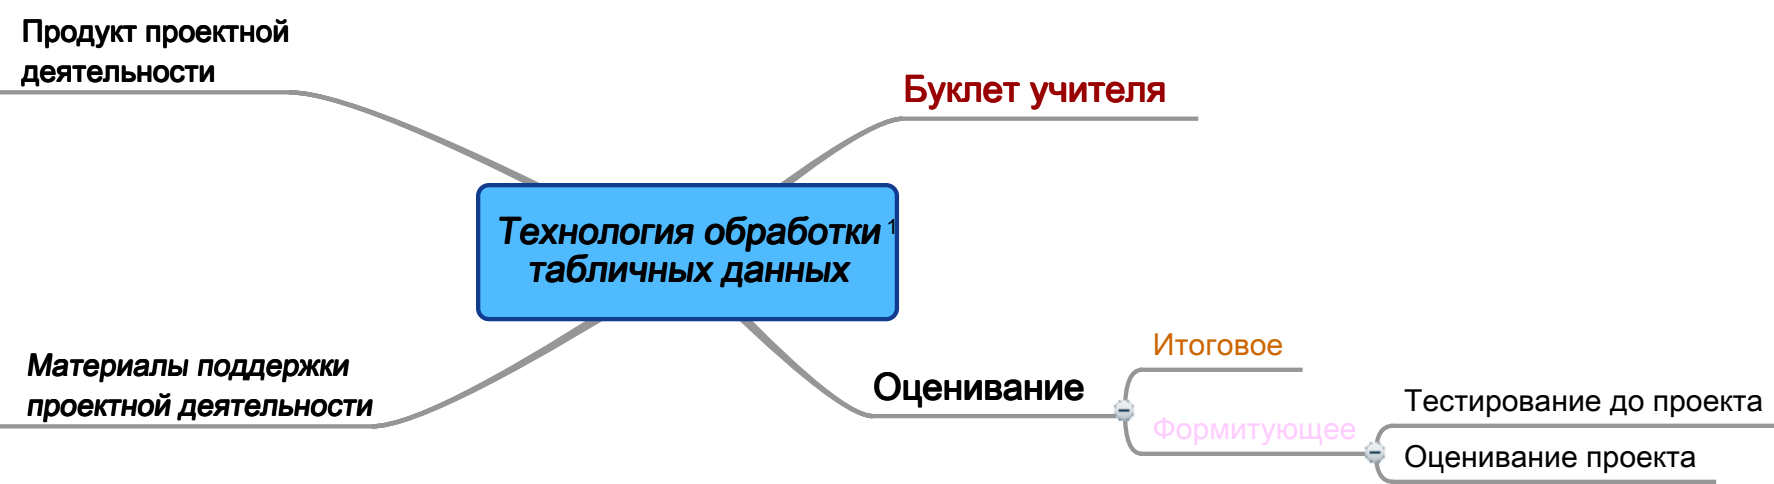 Продукт проектной
деятельности
Буклет учителя
Технология обработки 1
табличных данных
Материалы поддержки
проектной деятельности
Оценивание
Итоговое
Формитующее
Тестирование до проекта
Оценивание проекта